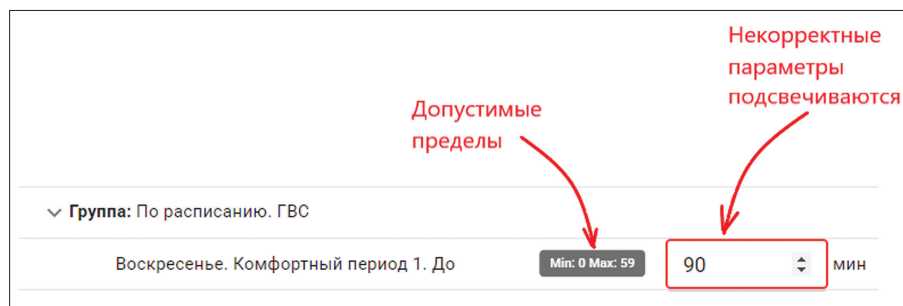 Некорректные
параметры
подсвечиваются
Допустимые
пределы
Группа: По расписанию. ГВС
Воскресенье. Комфортный период 1. До Min: 0 Max: 59 90 мин